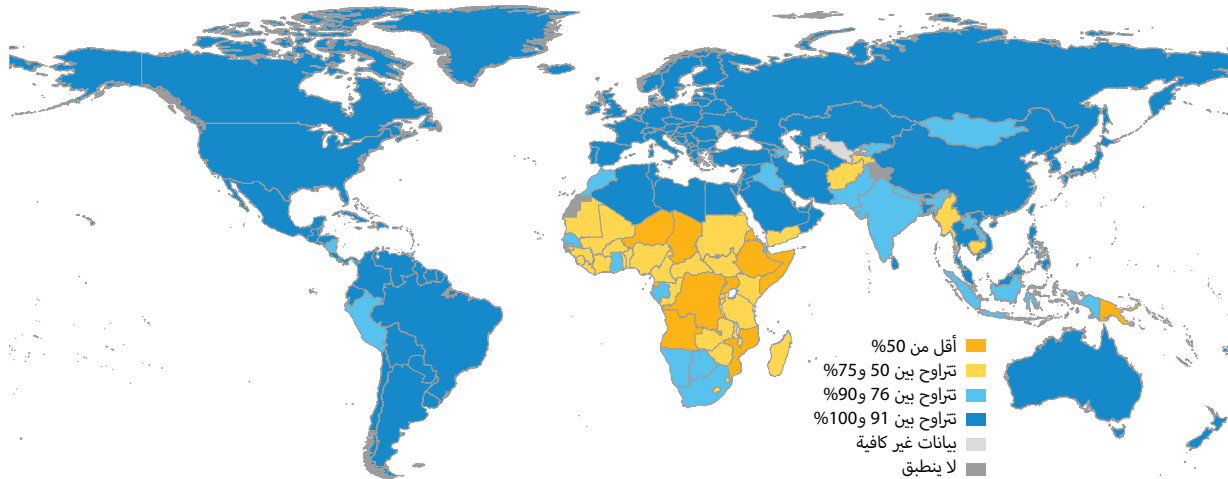 أقل من 50%
تتراوح بين 50 و75%
تتراوح بين 76 و90%
تتراوح بين 91 و100%
بيانات غير كافية
لا ينطبق